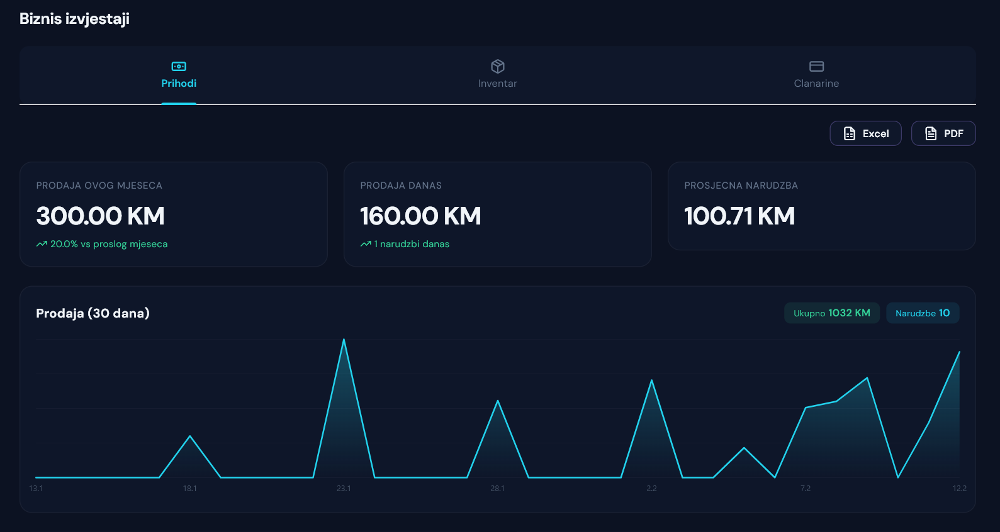 Biznis izvjestaji
Prihodi
Inventar
Clanarine
Excel
PDF
PRODAJA OVOG MJESECA
300.00 KM
20.0% vs proslog mjeseca
PRODAJA DANAS
160.00 KM
1 narudzbi danas
PROSJECNA NARUDZBA
100.71 KM
Prodaja (30 dana)
Ukupno 1032 KM
Narudzbe 10
13.1
18.1
23.1
28.1
2.2
7.2
12.2